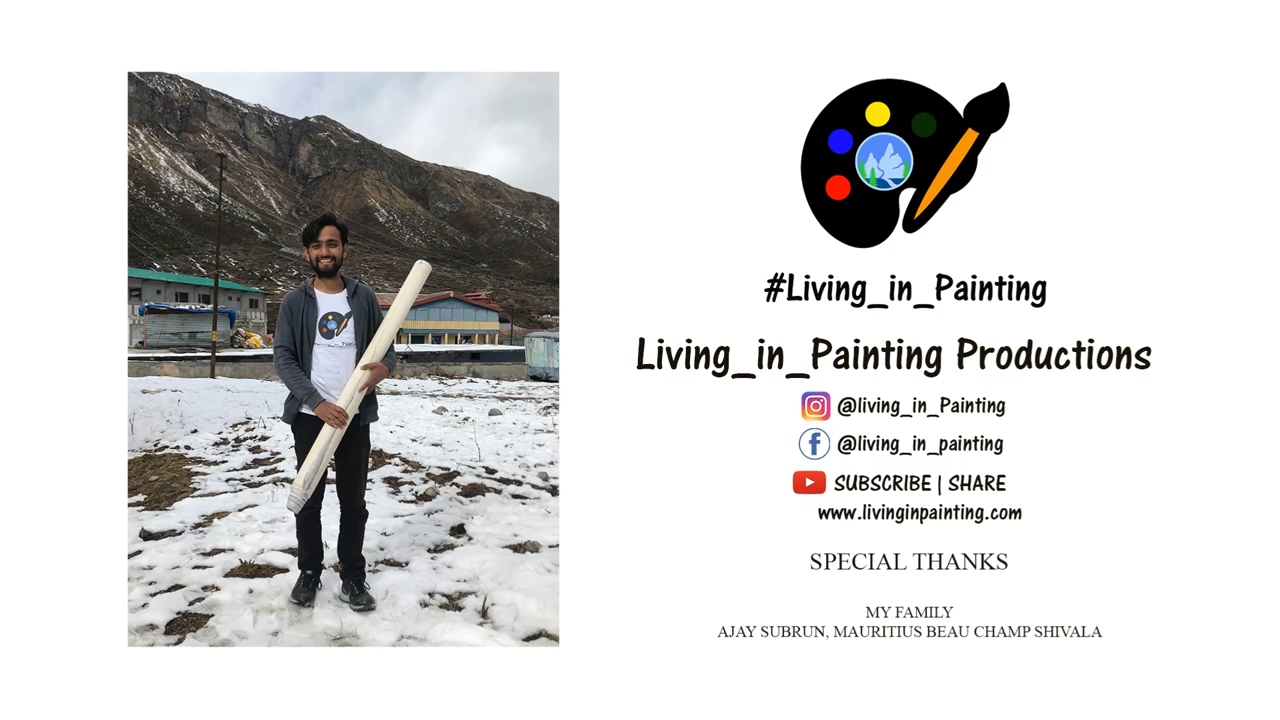 #Living_in_Painting
Living_in_Painting Productions
@living_in_Painting
@living_in_painting
SUBSCRIBE | SHARE
www.livinginpainting.com
SPECIAL THANKS
MY FAMILY
AJAY SUBRUN, MAURITIUS BEAU CHAMP SHIVALA